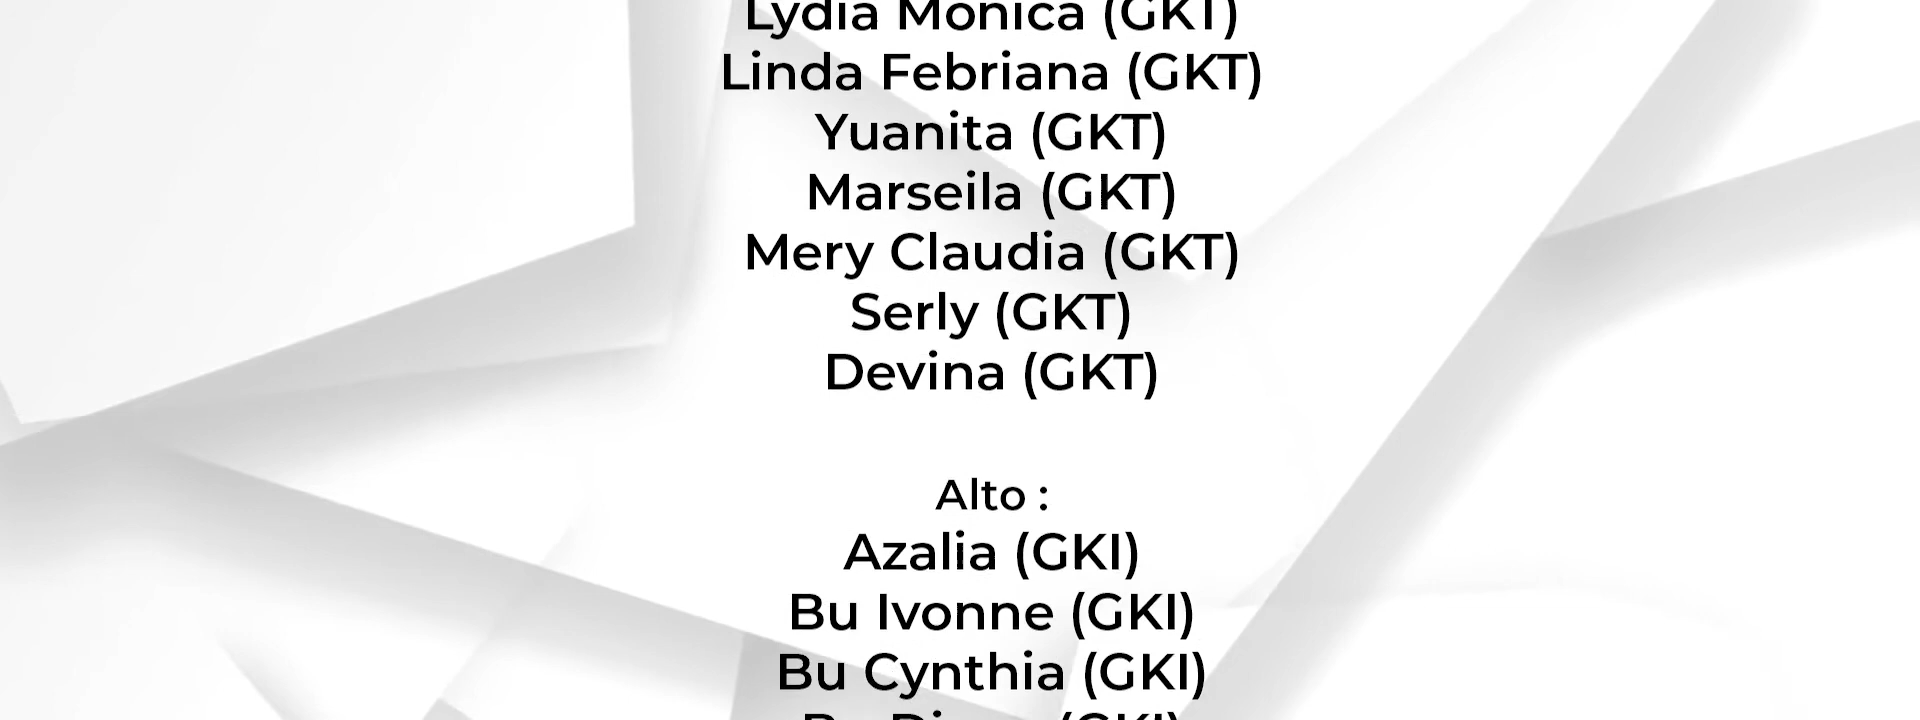 Lydia Monica (GKT)
Linda Febriana (GKT)
Yuanita (GKT)
Marseila (GKT)
Mery Claudia (GKT)
Serly (GKT)
Devina (GKT)
Alto :
Azalia (GKI)
Bu Ivonne (GKI)
Bu Cynthia (GKI)